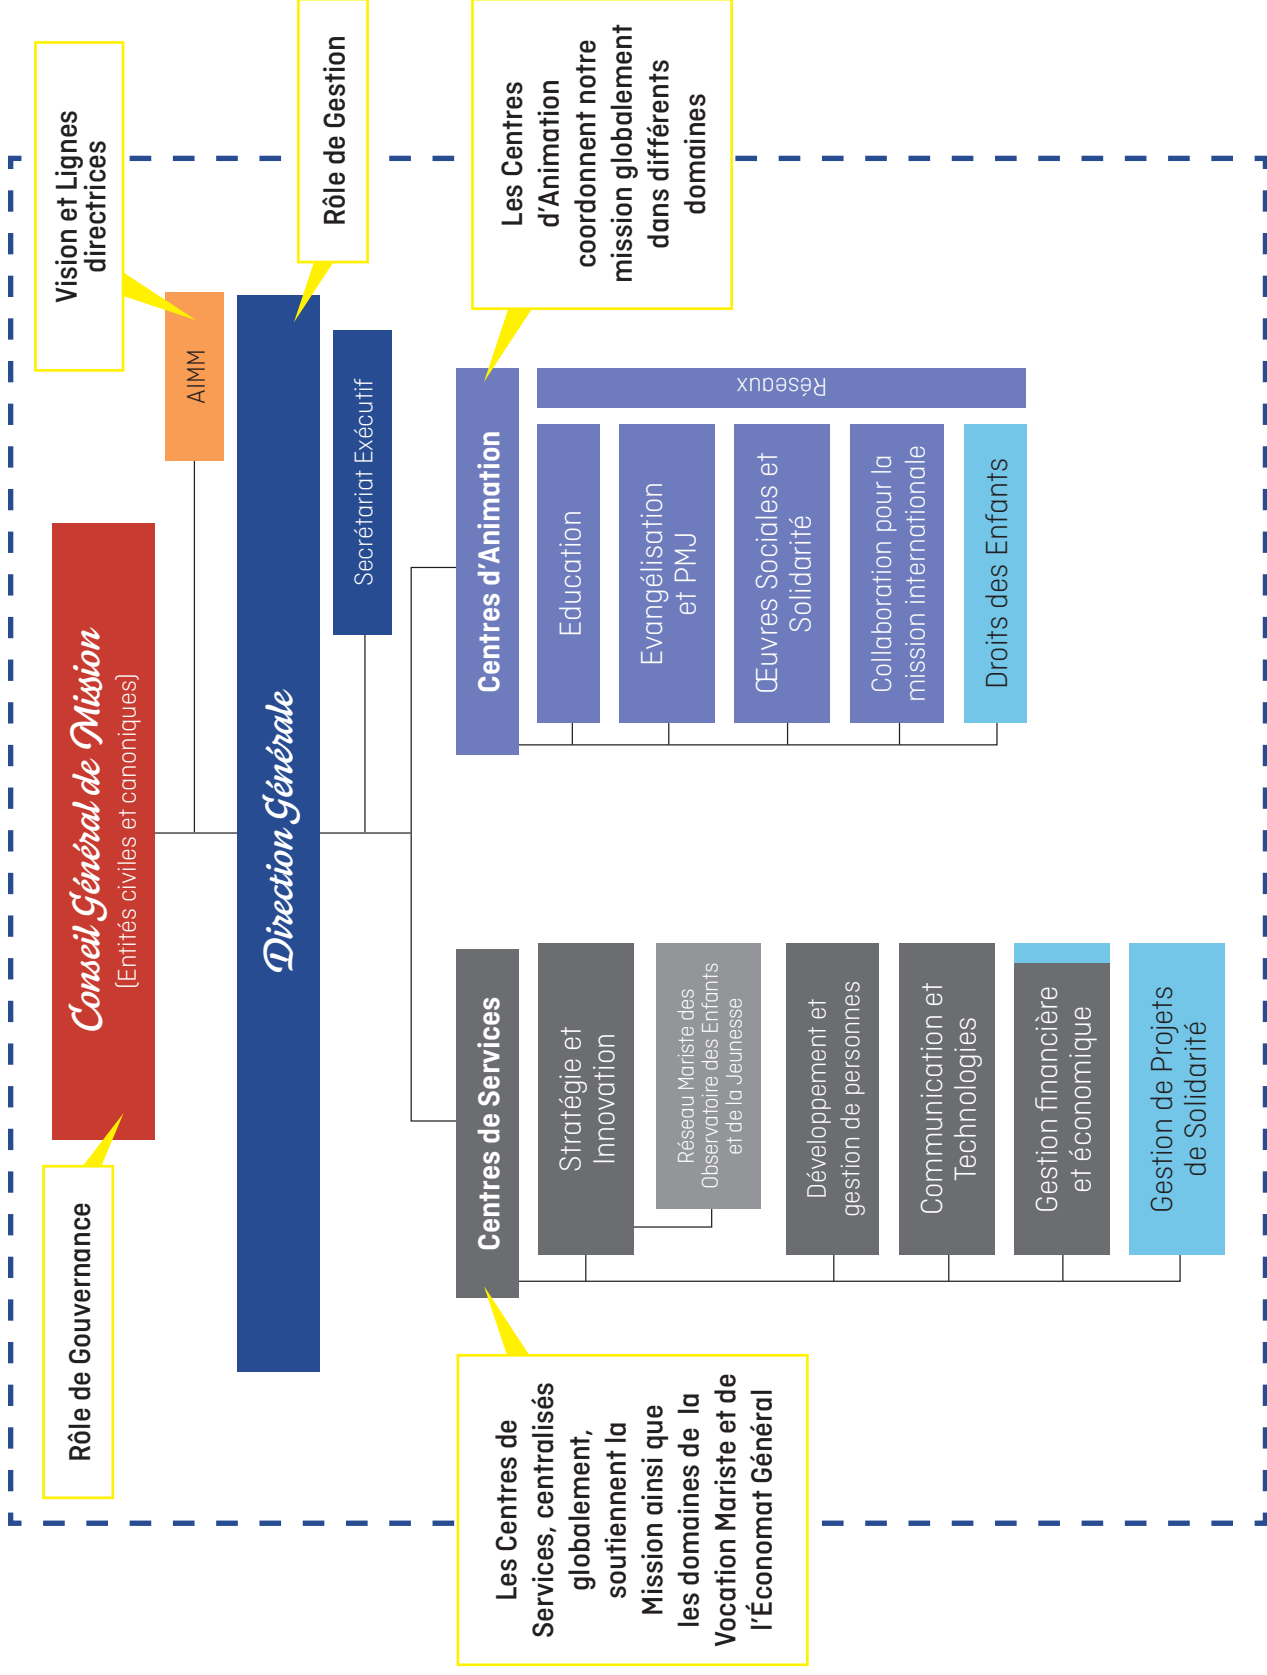 Rôle de Gouvernance
Conseil Général de Mission
(Entités civiles et canoniques)
Vision et Lignes
directrices
AIMM
Direction Générale
Rôle de Gestion
Secrétariat Exécutif
Les Centres de
Services, centralisés
globalement,
soutiennent la
Mission ainsi que
les domaines de la
Vocation Mariste et de
l'Économat Général
Centres de Services
Stratégie et
Innovation
Réseau Mariste des
Observatoire des Enfants
et de la Jeunesse
Développement et
gestion de personnes
Communication et
Technologies
Gestion financière
et économique
Gestion de Projets
de Solidarité
Centres d'Animation
Education
Evangélisation
et PMJ
Œuvres Sociales et
Solidarité
Collaboration pour la
mission internationale
Droits des Enfants
Réseaux
Les Centres
d'Animation
coordonnent notre
mission globalement
dans différents
domaines